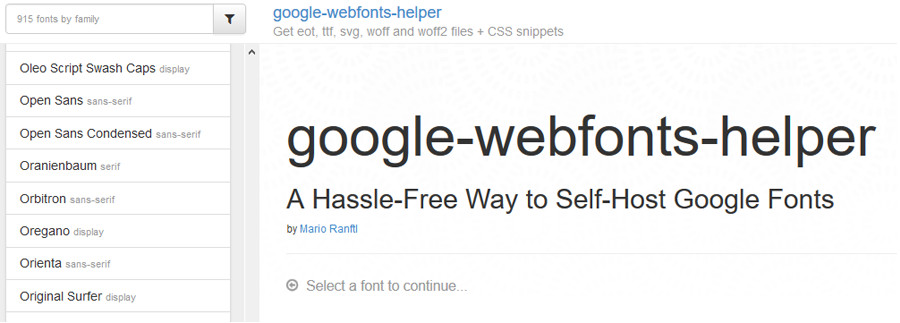 915 fonts by family
Oleo Script Swash Caps display
Open Sans sans-serif
Open Sans Condensed sans-serif
Oranienbaum serif
Orbitron sans-serif
Oregano display
Orienta sans-serif
Original Surfer display
google-webfonts-helper
Get eot, ttf, svg, woff and woff2 files + CSS snippets
google-webfonts-helper
A Hassle-Free Way to Self-Host Google Fonts
by Mario Ranftl
Select a font to continue...